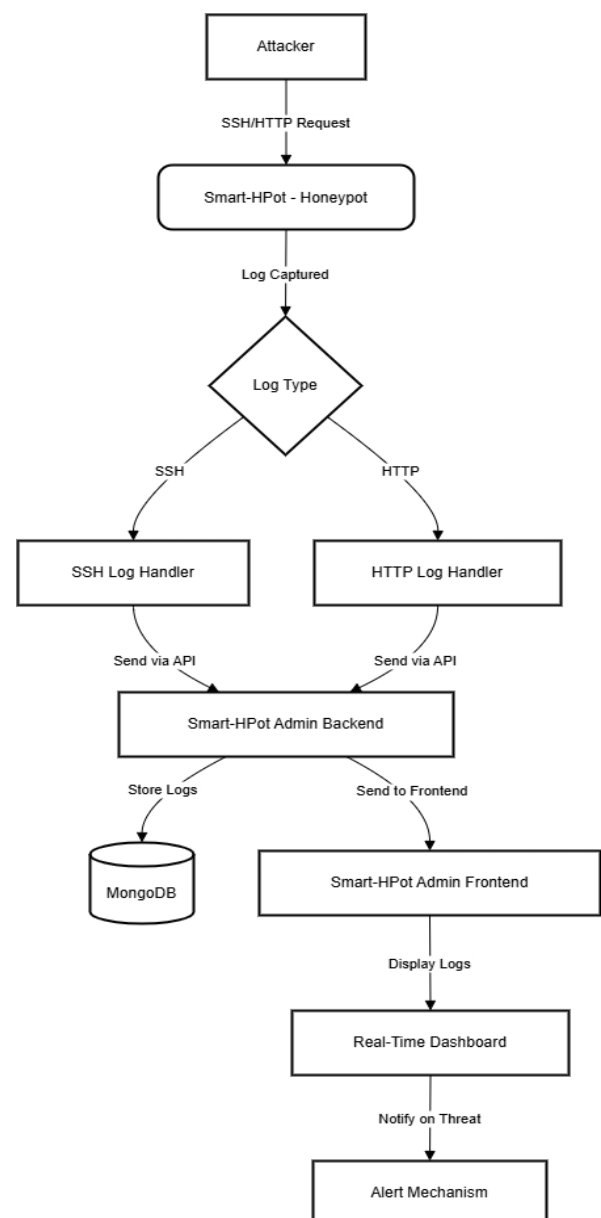 Attacker
SSH/HTTP Request
Smart-HPot - Honeypot
Log Captured
Log Type
SSH
HTTP
SSH Log Handler
HTTP Log Handler
Send via API
Send via API
Smart-HPot Admin Backend
Store Logs
Send to Frontend
MongoDB
Smart-HPot Admin Frontend
Display Logs
Real-Time Dashboard
Notify on Threat
Alert Mechanism